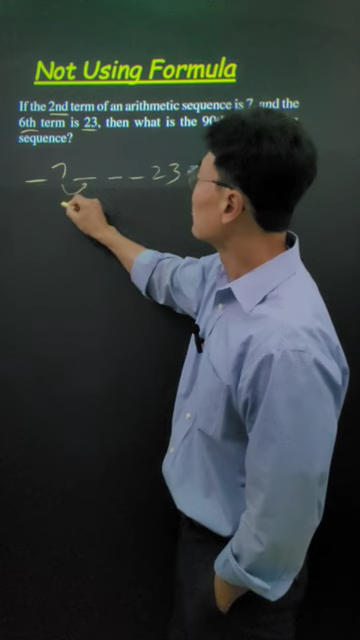 Not Using Formula
If the 2nd term of an arithmetic sequence is 7, and the
6th term is 23, then what is the 90
sequence?
_ 7 _ _ _ 23